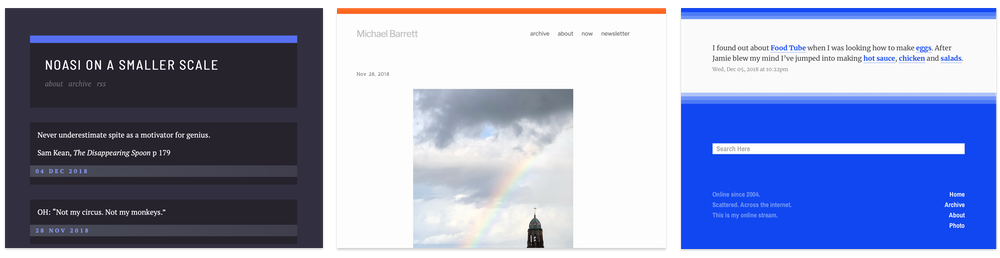 NOASI ON A SMALLER SCALE
about archive rss
Never underestimate spite as a motivator for genius.
Sam Kean, The Disappearing Spoon p 179
04 DEC 2018
OH: "Not my circus. Not my monkeys."
28 NOV 2018
Michael Barrett
archive about now newsletter
Nov 28, 2018
I found out about Food Tube when I was looking how to make eggs. After
Jamie blew my mind I've jumped into making hot sauce, chicken and salads.
Wed, Dec 05, 2018 at 10:22pm
Search Here
Online since 2004.
Scattered. Across the internet.
This is my online stream.
Home
Archive
About
Photo